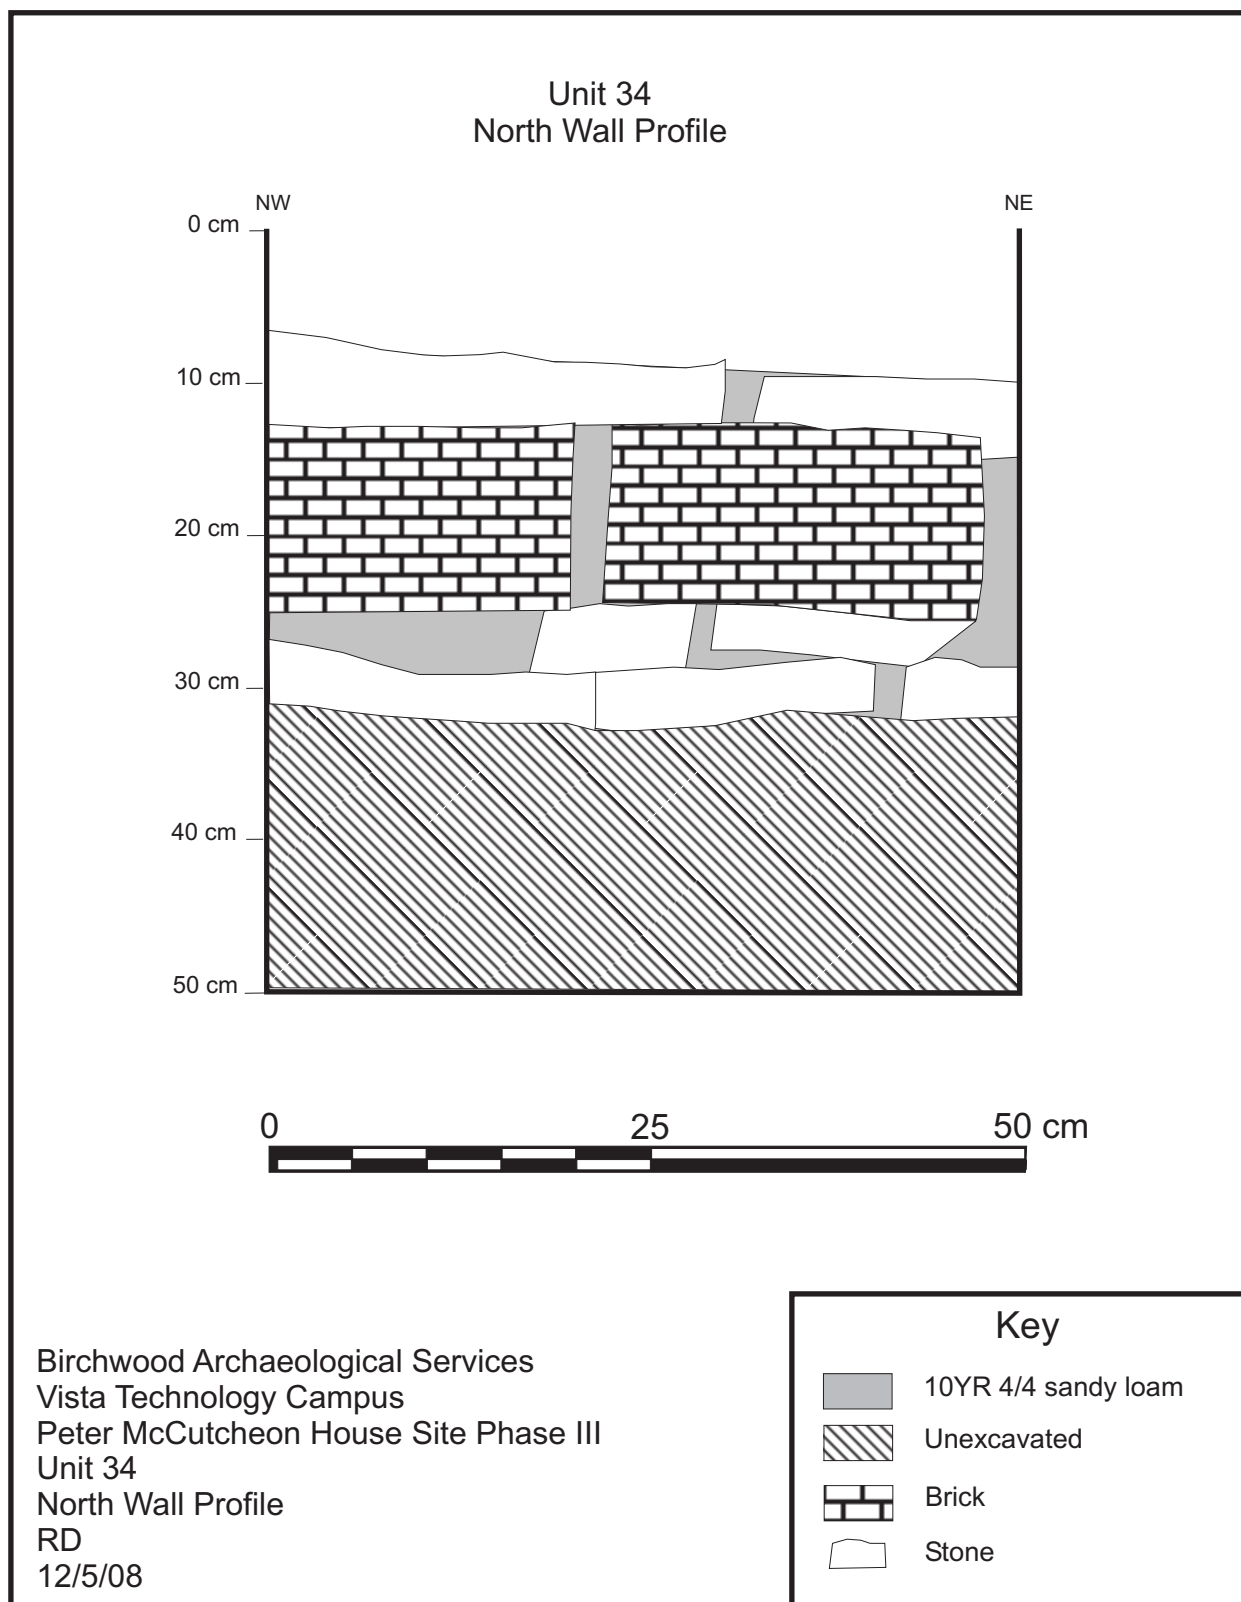 Unit 34
North Wall Profile
NW
NE
0 cm
10 cm
20 cm
30 cm
40 cm
50 cm
0
25
50 cm
Birchwood Archaeological Services
Vista Technology Campus
Peter McCutcheon House Site Phase III
Unit 34
North Wall Profile
RD
12/5/08
Key
10YR 4/4 sandy loam
Unexcavated
Brick
Stone